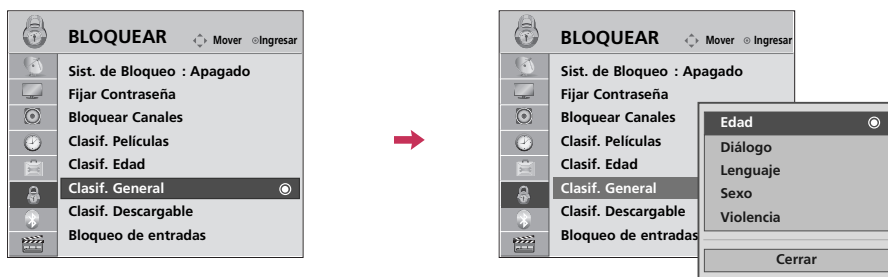 BLOQUEAR Mover Ingresar
Sist. de Bloqueo : Apagado
Fijar Contraseña
Bloquear Canales
Clasif. Películas
Clasif. Edad
Clasif. General
Clasif. Descargable
Bloqueo de entradas
BLOQUEAR Mover Ingresar
Sist. de Bloqueo : Apagado
Fijar Contraseña
Bloquear Canales
Clasif. Películas
Clasif. Edad
Clasif. General
Clasif. Descargable
Bloqueo de entradas
Edad
Diálogo
Lenguaje
Sexo
Violencia
Cerrar